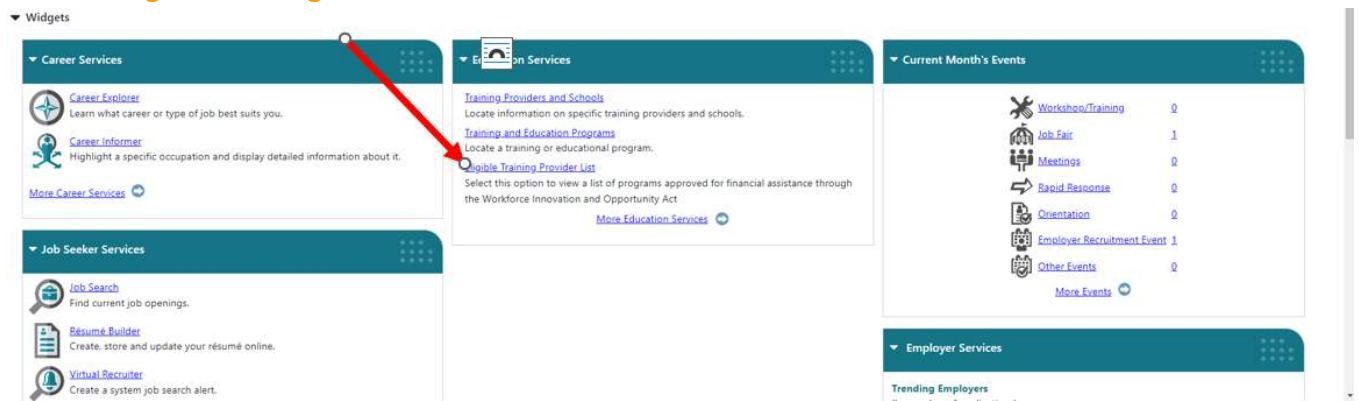 Widgets
Career Services
Career Explorer
Learn what career or type of job best suits you.
Career Informer
Highlight a specific occupation and display detailed information about it.
More Career Services
Job Seeker Services
Job Search
Find current job openings.
Résumé Builder
Create, store and update your résumé online.
Virtual Recruiter
Create a system job search alert.
Services
Training Providers and Schools
Locate information on specific training providers and schools.
Training and Education Programs
Locate a training or educational program.
Eligible Training Provider List
Select this option to view a list of programs approved for financial assistance through
the Workforce Innovation and Opportunity Act
More Education Services
Current Month's Events
Workshop/Training 0
Job Fair 1
Meetings 0
Rapid Response 0
Orientation 0
Employer Recruitment Event 1
Other Events 0
More Events
Employer Services
Trending Employers